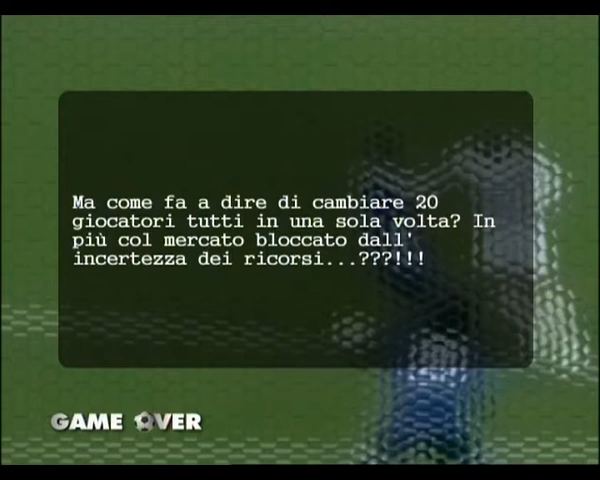 Ma come fa a dire di cambiare 20
giocatori tutti in una sola volta? In
più col mercato bloccato dall'
incertezza dei ricorsi...???!!!
GAME OVER